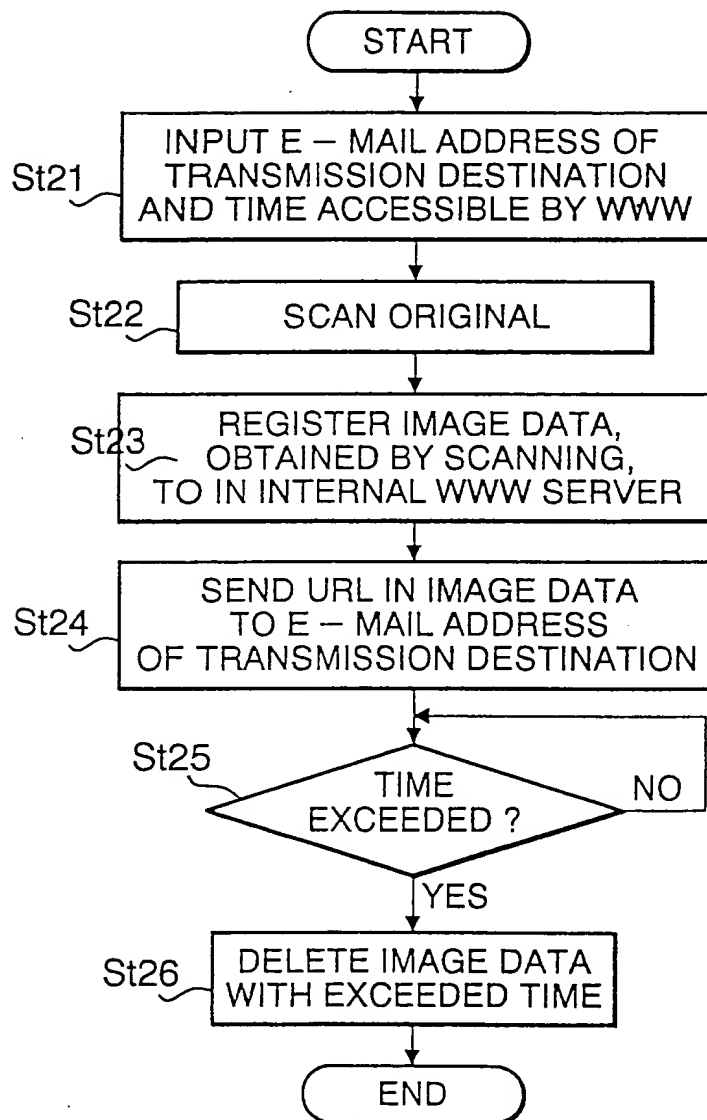 START
St21
INPUT E – MAIL ADDRESS OF
TRANSMISSION DESTINATION
AND TIME ACCESSIBLE BY WWW
St22
SCAN ORIGINAL
St23
REGISTER IMAGE DATA,
OBTAINED BY SCANNING,
TO IN INTERNAL WWW SERVER
St24
SEND URL IN IMAGE DATA
TO E – MAIL ADDRESS
OF TRANSMISSION DESTINATION
St25
TIME
EXCEEDED ?
NO
YES
St26
DELETE IMAGE DATA
WITH EXCEEDED TIME
END